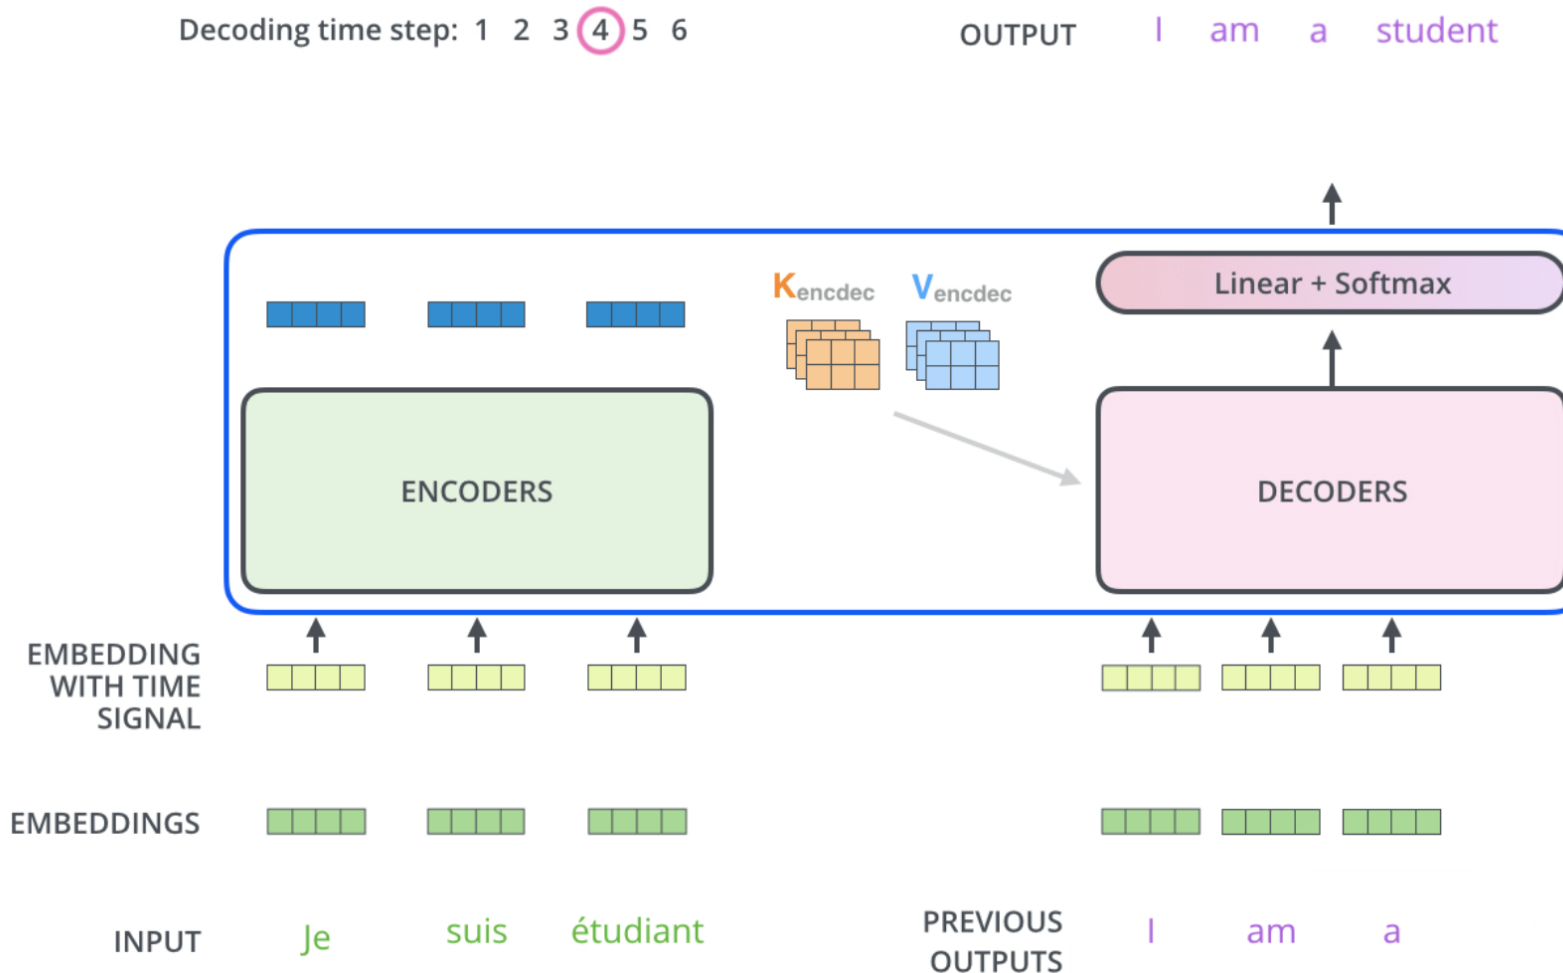 Decoding time step: 1 2 3 4 5 6
OUTPUT I am a student
Kencdec Vencdec
Linear + Softmax
ENCODERS
DECODERS
EMBEDDING
WITH TIME
SIGNAL
EMBEDDINGS
INPUT Je suis étudiant
PREVIOUS
OUTPUTS
I am a